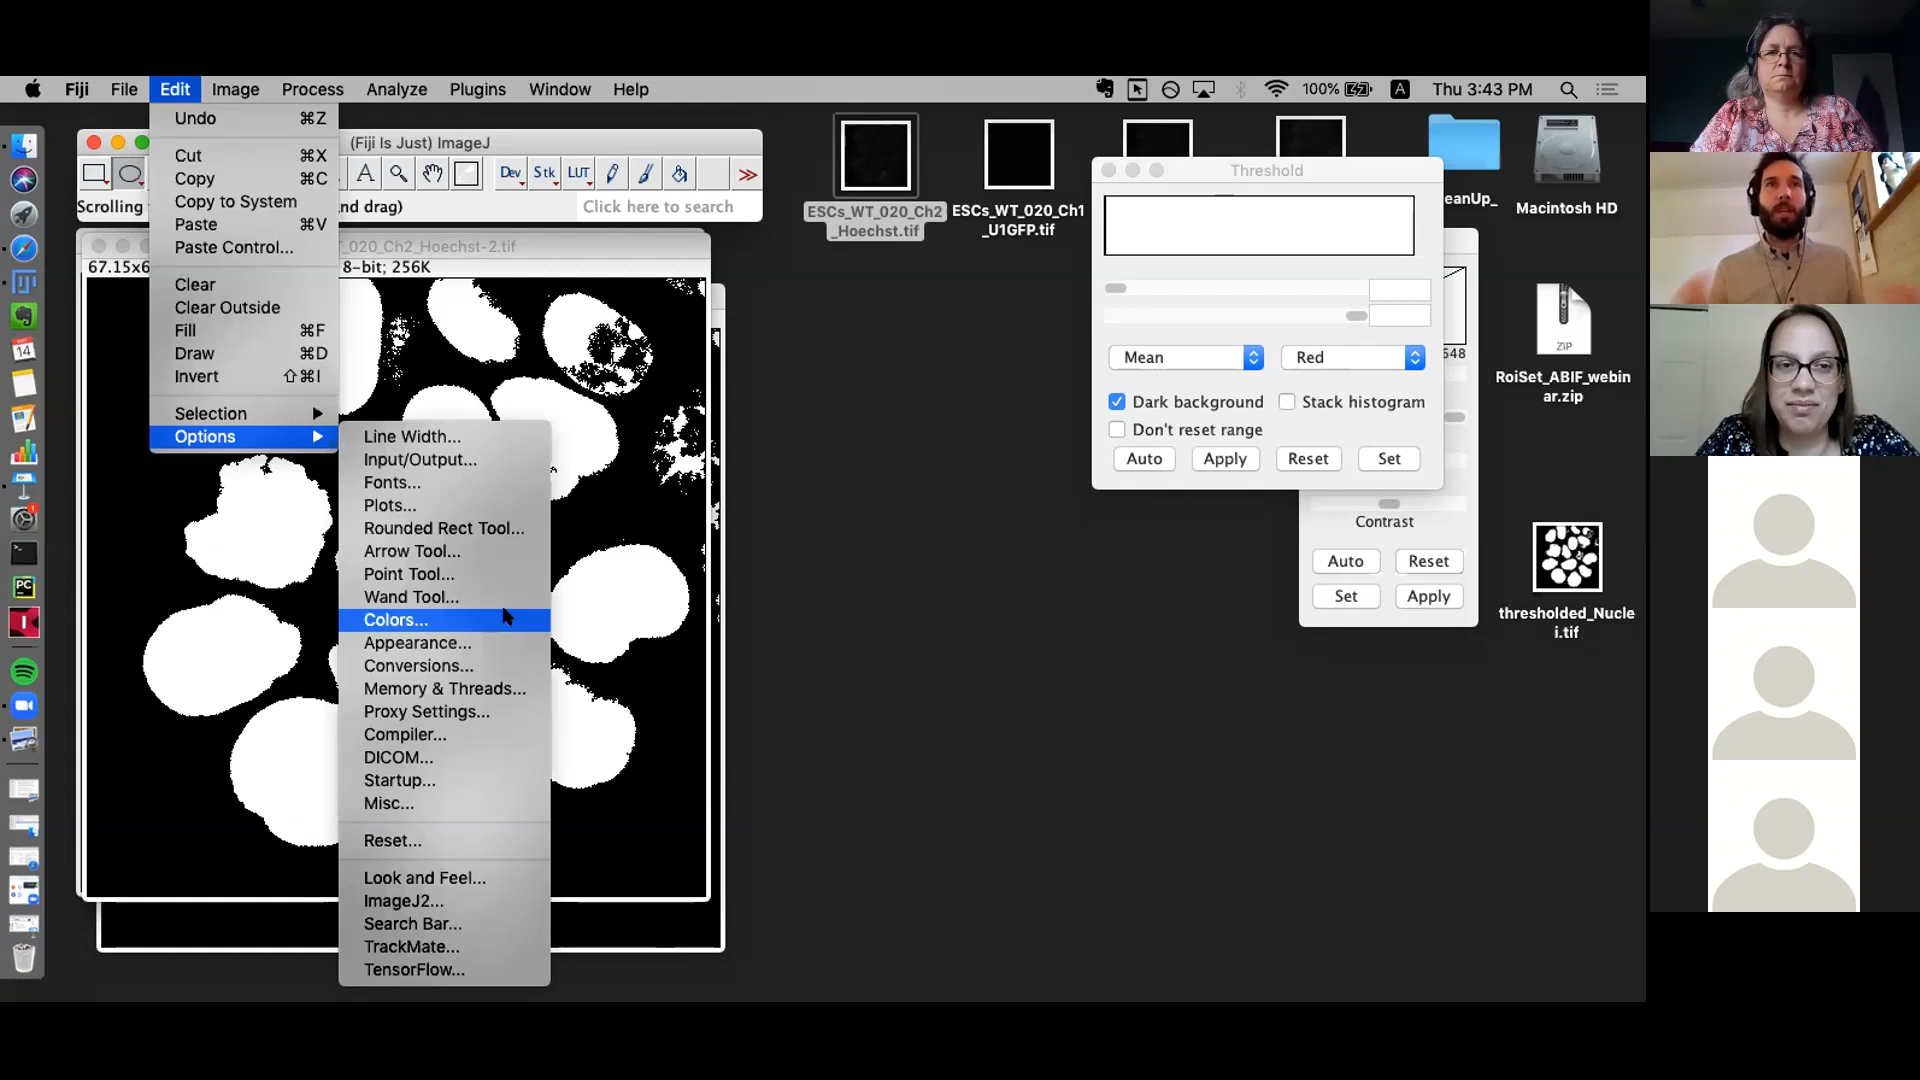 Fiji File Edit Image Process Analyze Plugins Window Help
100% A Thu 3:43 PM
Undo ⌘Z
Cut ⌘X
Copy ⌘C
Copy to System
Paste ⌘V
Paste Control...
Clear
Clear Outside
Fill ⌘F
Draw ⌘D
Invert ⇧⌘I
Selection
Options
Line Width...
Input/Output...
Fonts...
Plots...
Rounded Rect Tool...
Arrow Tool...
Point Tool...
Wand Tool...
Colors...
Appearance...
Conversions...
Memory & Threads...
Proxy Settings...
Compiler...
DICOM...
Startup...
Misc...
Reset...
Look and Feel...
ImageJ2...
Search Bar...
TrackMate...
TensorFlow...
(Fiji Is Just) ImageJ
A Dev Stk LUT
Scrolling
nd drag)
Click here to search
T_020_Ch2_Hoechst-2.tif
67.15x6
8-bit; 256K
ESCs_WT_020_Ch2
_Hoechst.tif
ESCs_WT_020_Ch1
_U1GFP.tif
Threshold
Mean Red
Dark background Stack histogram
Don't reset range
Auto Apply Reset Set
648
Contrast
Auto Reset
Set Apply
eanUp_
Macintosh HD
ZIP
RoiSet_ABIF_webin
ar.zip
thresholded_Nucle
i.tif
14
1
PC